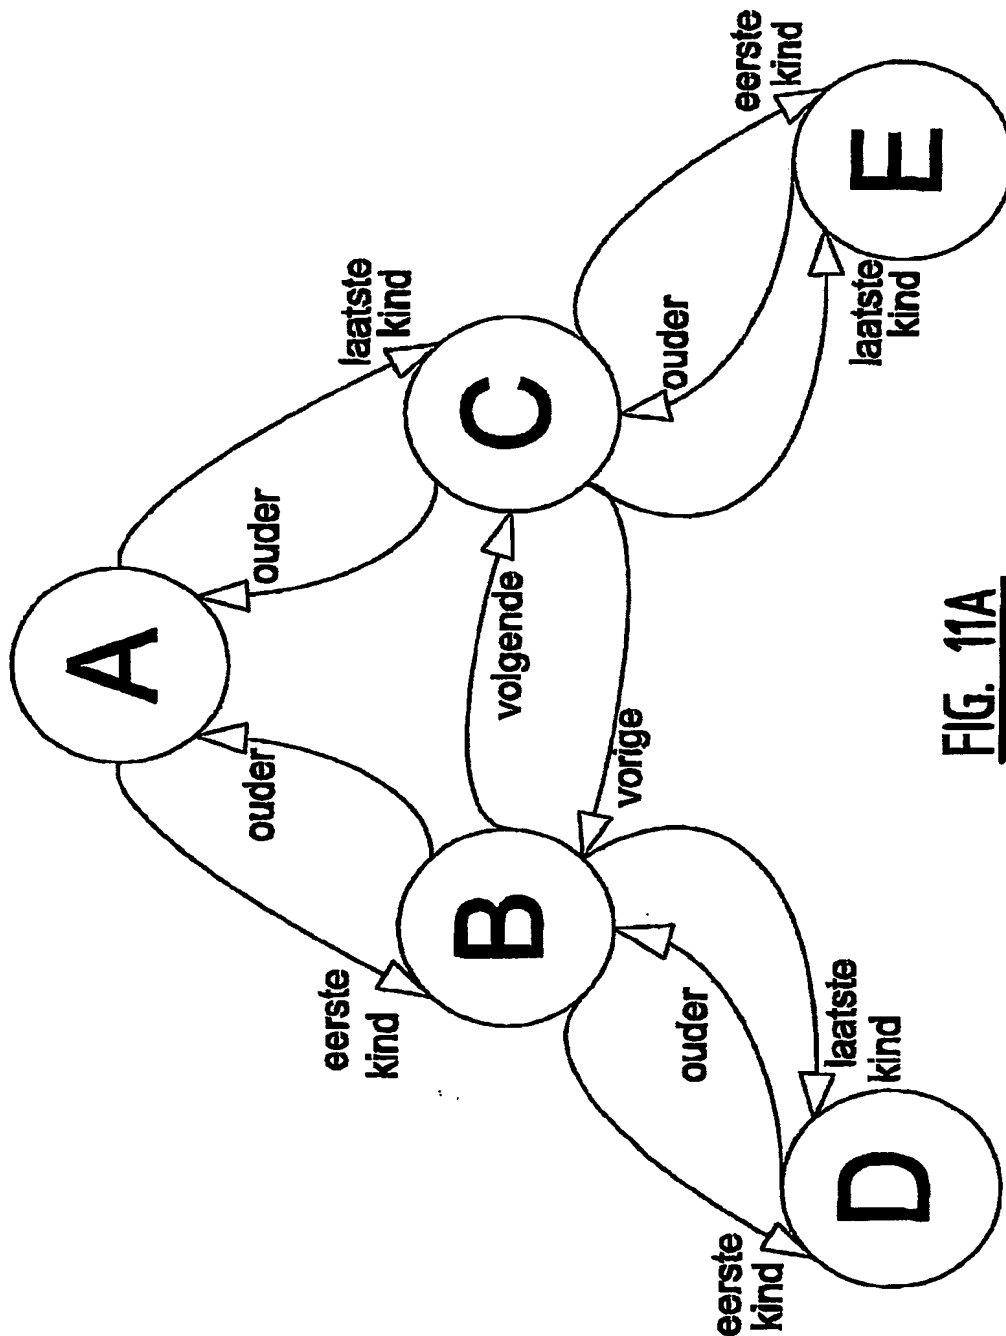 A
eerste
kind
ouder
ouder
laatste
kind
B
volgende
C
vorige
eerste
kind
ouder
laatste
kind
laatste
kind
ouder
eerste
kind
D
E
FIG. 11A